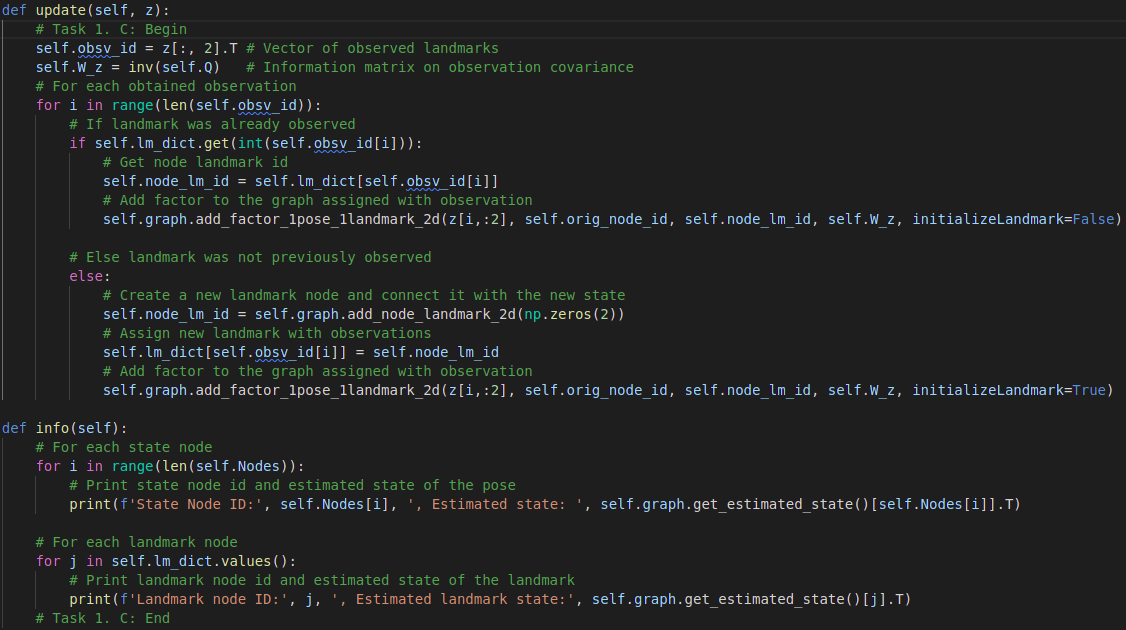 def update(self, z):
    # Task 1. C: Begin
    self.obsv_id = z[:, 2].T # Vector of observed landmarks
    self.W_z = inv(self.Q)   # Information matrix on observation covariance
    # For each obtained observation
    for i in range(len(self.obsv_id)):
        # If landmark was already observed
        if self.lm_dict.get(int(self.obsv_id[i])):
            # Get node landmark id
            self.node_lm_id = self.lm_dict[self.obsv_id[i]]
            # Add factor to the graph assigned with observation
            self.graph.add_factor_1pose_1landmark_2d(z[i,:2], self.orig_node_id, self.node_lm_id, self.W_z, initializeLandmark=False)

        # Else landmark was not previously observed
        else:
            # Create a new landmark node and connect it with the new state
            self.node_lm_id = self.graph.add_node_landmark_2d(np.zeros(2))
            # Assign new landmark with observations
            self.lm_dict[self.obsv_id[i]] = self.node_lm_id
            # Add factor to the graph assigned with observation
            self.graph.add_factor_1pose_1landmark_2d(z[i,:2], self.orig_node_id, self.node_lm_id, self.W_z, initializeLandmark=True)

def info(self):
    # For each state node
    for i in range(len(self.Nodes)):
        # Print state node id and estimated state of the pose
        print(f'State Node ID:', self.Nodes[i], ', Estimated state: ', self.graph.get_estimated_state()[self.Nodes[i]].T)

    # For each landmark node
    for j in self.lm_dict.values():
        # Print landmark node id and estimated state of the landmark
        print(f'Landmark node ID:', j, ', Estimated landmark state:', self.graph.get_estimated_state()[j].T)
    # Task 1. C: End